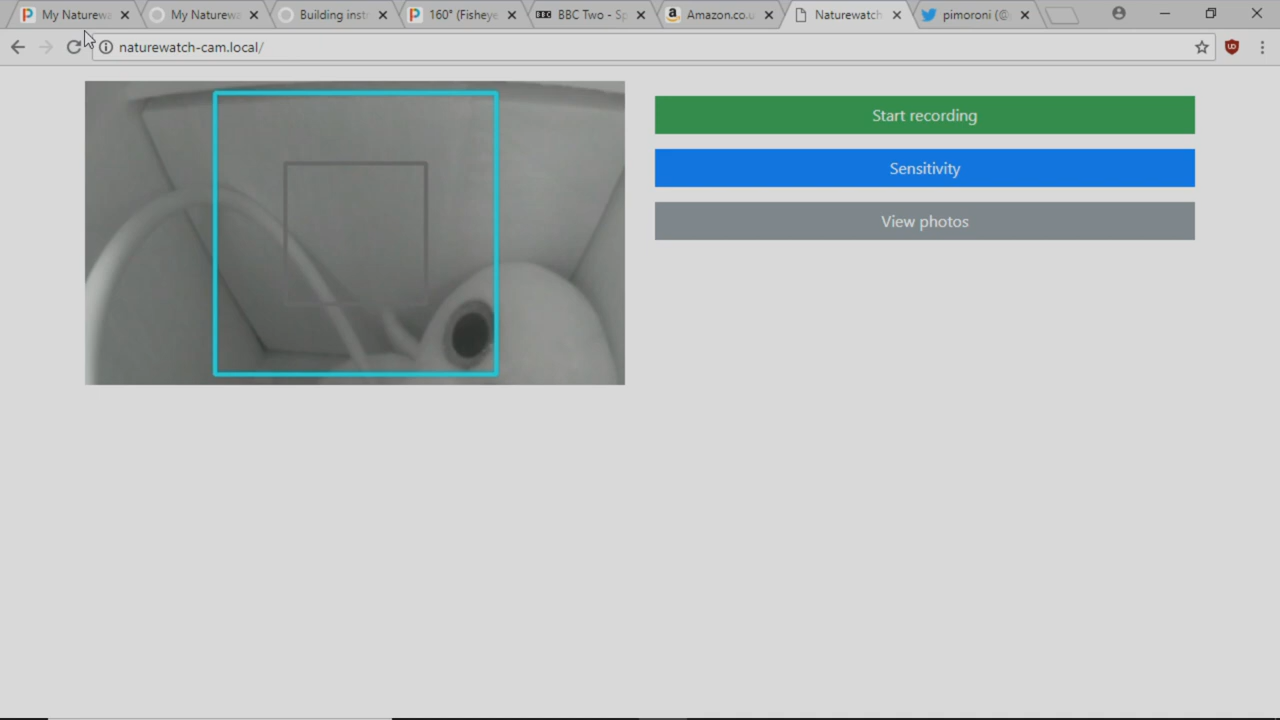 My Naturewa
My Naturewa
Building instr
160° (Fisheye
BBC Two - Sp
Amazon.co.u
Naturewatch
pimoroni (@
naturewatch-cam.local/
Start recording
Sensitivity
View photos